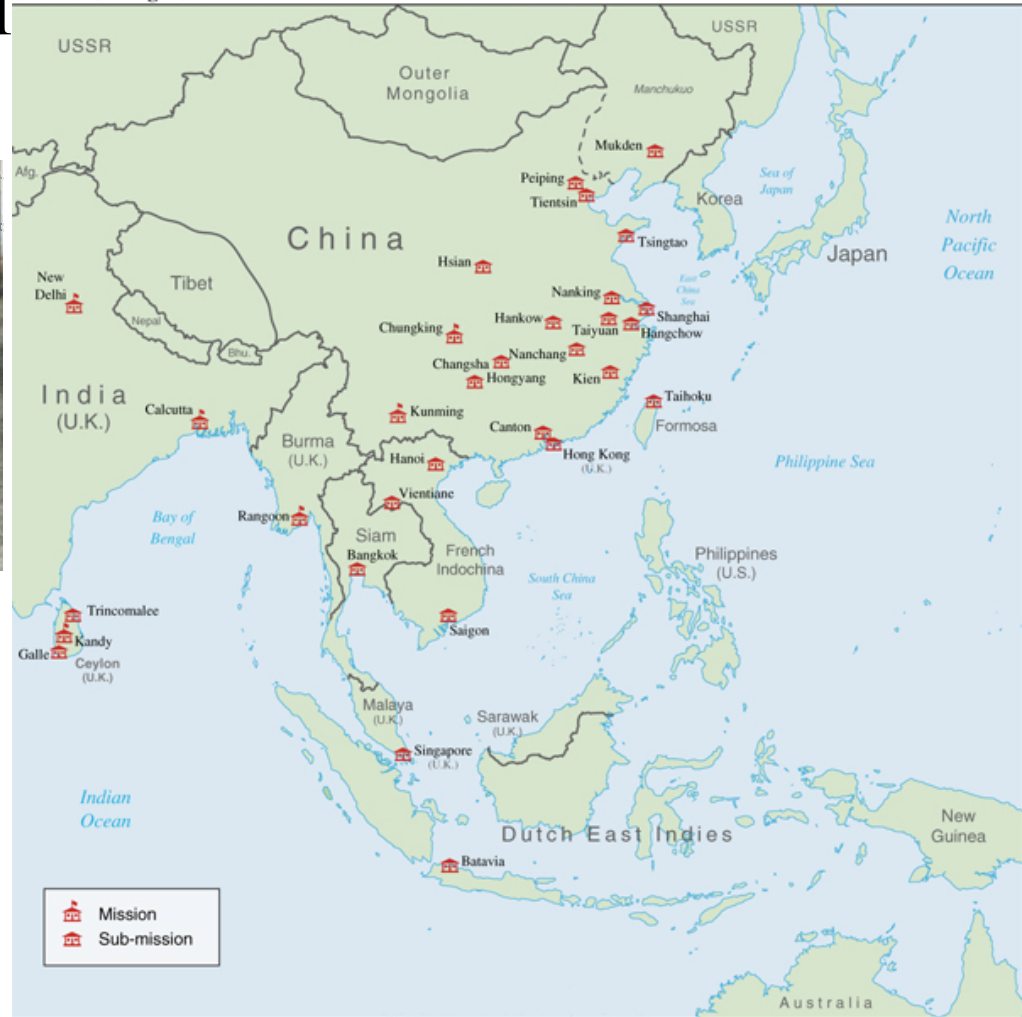 USSR
USSR
Outer
Mongolia
Manchukuo
Mukden
Afg.
Peiping
Tientsin
Sea of
Japan
Korea
North
Pacific
Ocean
China
Tsingtao
Japan
Hsian
New
Delhi
Tibet
East
China
Sea
Nanking
Nepal
Hankow
Shanghai
Taiyuan
Hangchow
Chungking
Bhu.
Nanchang
Changsha
Hongyang
Kien
India
(U.K.)
Calcutta
Kunming
Taihoku
Formosa
Canton
Burma
(U.K.)
Hanoi
Hong Kong
(U.K.)
Philippine Sea
Vientiane
Rangoon
Bay of
Bengal
Siam
Bangkok
French
Indochina
Philippines
(U.S.)
South China
Sea
Trincomalee
Saigon
Kandy
Galle
Ceylon
(U.K.)
Malaya
(U.K.)
Sarawak
(U.K.)
Singapore
(U.K.)
Indian
Ocean
New
Guinea
Dutch East Indies
Batavia
Mission
Sub-mission
Australia